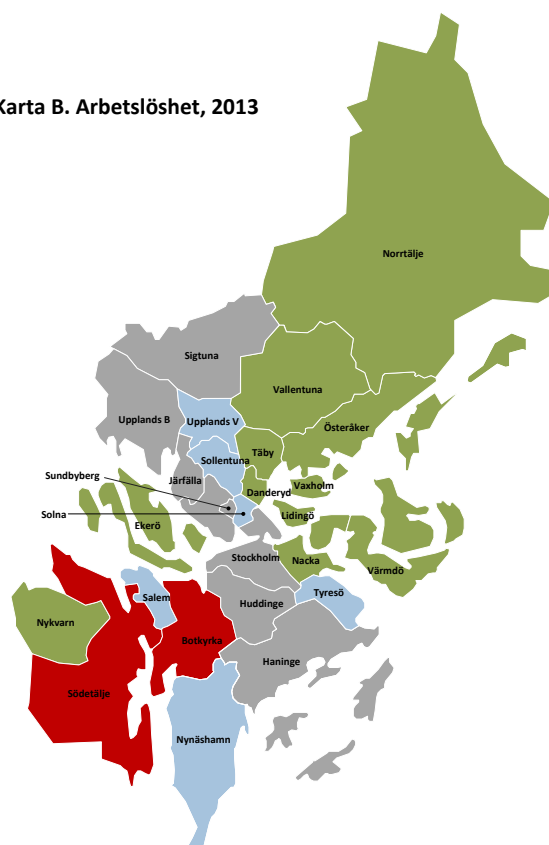 Karta B. Arbetslöshet, 2013
Norrtälje
Sigtuna
Vallentuna
Upplands B
Upplands V
Österåker
Täby
Sollentuna
Sundbyberg
Järfälla
Vaxholm
Danderyd
Solna
Lidingö
Ekerö
Stockholm
Nacka
Värmdö
Tyresö
Salem
Huddinge
Nykvarn
Botkyrka
Haninge
Södetälje
Nynäshamn